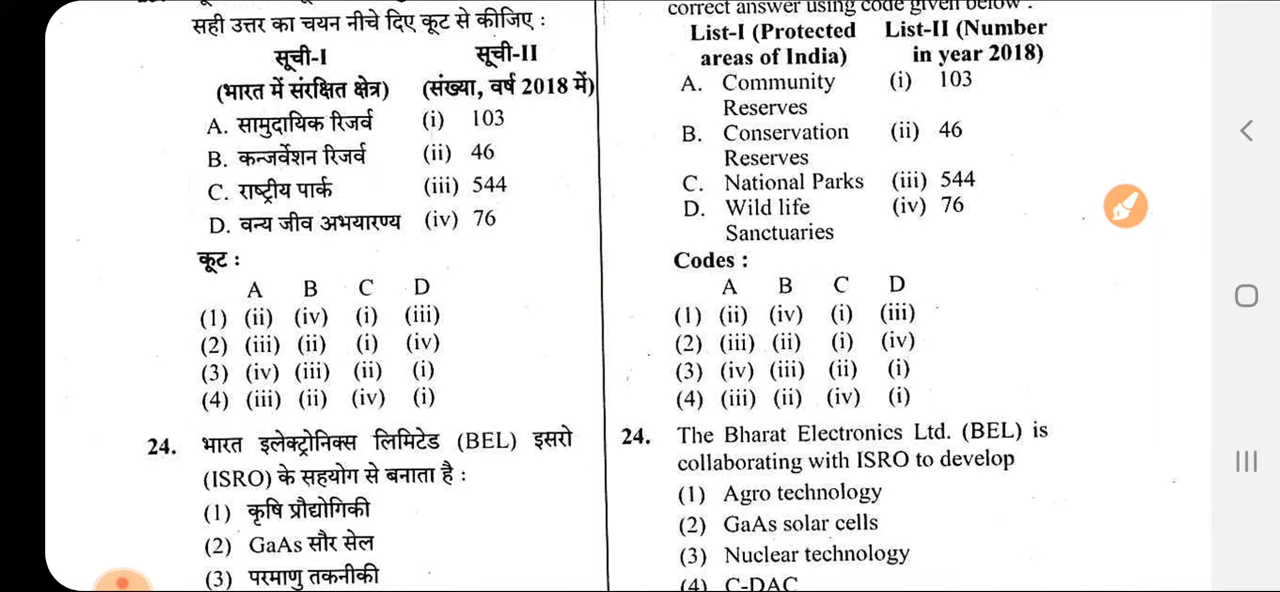 सही उत्तर का चयन नीचे दिए कूट से कीजिए :
सूची-I सूची-II
(भारत में संरक्षित क्षेत्र) (संख्या, वर्ष 2018 में)
A. सामुदायिक रिजर्व (i) 103
B. कन्जर्वेशन रिजर्व (ii) 46
C. राष्ट्रीय पार्क (iii) 544
D. वन्य जीव अभयारण्य (iv) 76
कूट :
A B C D
(1) (ii) (iv) (i) (iii)
(2) (iii) (ii) (i) (iv)
(3) (iv) (iii) (ii) (i)
(4) (iii) (ii) (iv) (i)
24. भारत इलेक्ट्रोनिक्स लिमिटेड (BEL) इसरो
(ISRO) के सहयोग से बनाता है :
(1) कृषि प्रौद्योगिकी
(2) GaAs सौर सेल
(3) परमाणु तकनीकी
correct answer using code given below :
List-I (Protected List-II (Number
areas of India) in year 2018)
A. Community (i) 103
Reserves
B. Conservation (ii) 46
Reserves
C. National Parks (iii) 544
D. Wild life (iv) 76
Sanctuaries
Codes :
A B C D
(1) (ii) (iv) (i) (iii)
(2) (iii) (ii) (i) (iv)
(3) (iv) (iii) (ii) (i)
(4) (iii) (ii) (iv) (i)
24. The Bharat Electronics Ltd. (BEL) is
collaborating with ISRO to develop
(1) Agro technology
(2) GaAs solar cells
(3) Nuclear technology
(4) C-DAC